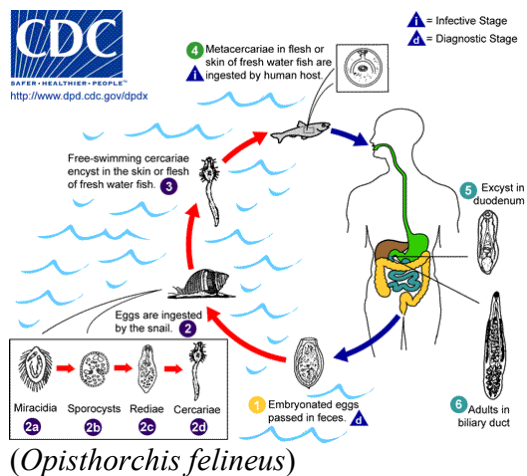 CDC
SAFER • HEALTHIER • PEOPLE™
http://www.dpd.cdc.gov/dpdx
i = Infective Stage
d = Diagnostic Stage
4 Metacercariae in flesh or
skin of fresh water fish are
ingested by human host.
i
Free-swimming cercariae
encyst in the skin or flesh
of fresh water fish. 3
5 Excyst in
duodenum
Eggs are ingested
by the snail. 2
Miracidia Sporocysts Rediae Cercariae
2a 2b 2c 2d
1 Embryonated eggs
passed in feces. d
6 Adults in
biliary duct
(Opisthorchis felineus)